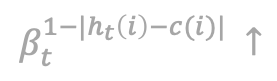 β_t^{1-|h_t(i)-c(i)|} ↑